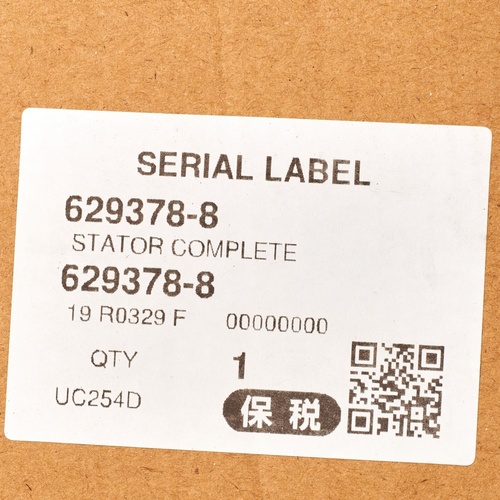 SERIAL LABEL
629378-8
STATOR COMPLETE
629378-8
19 R0329 F 00000000
QTY 1
UC254D 保税